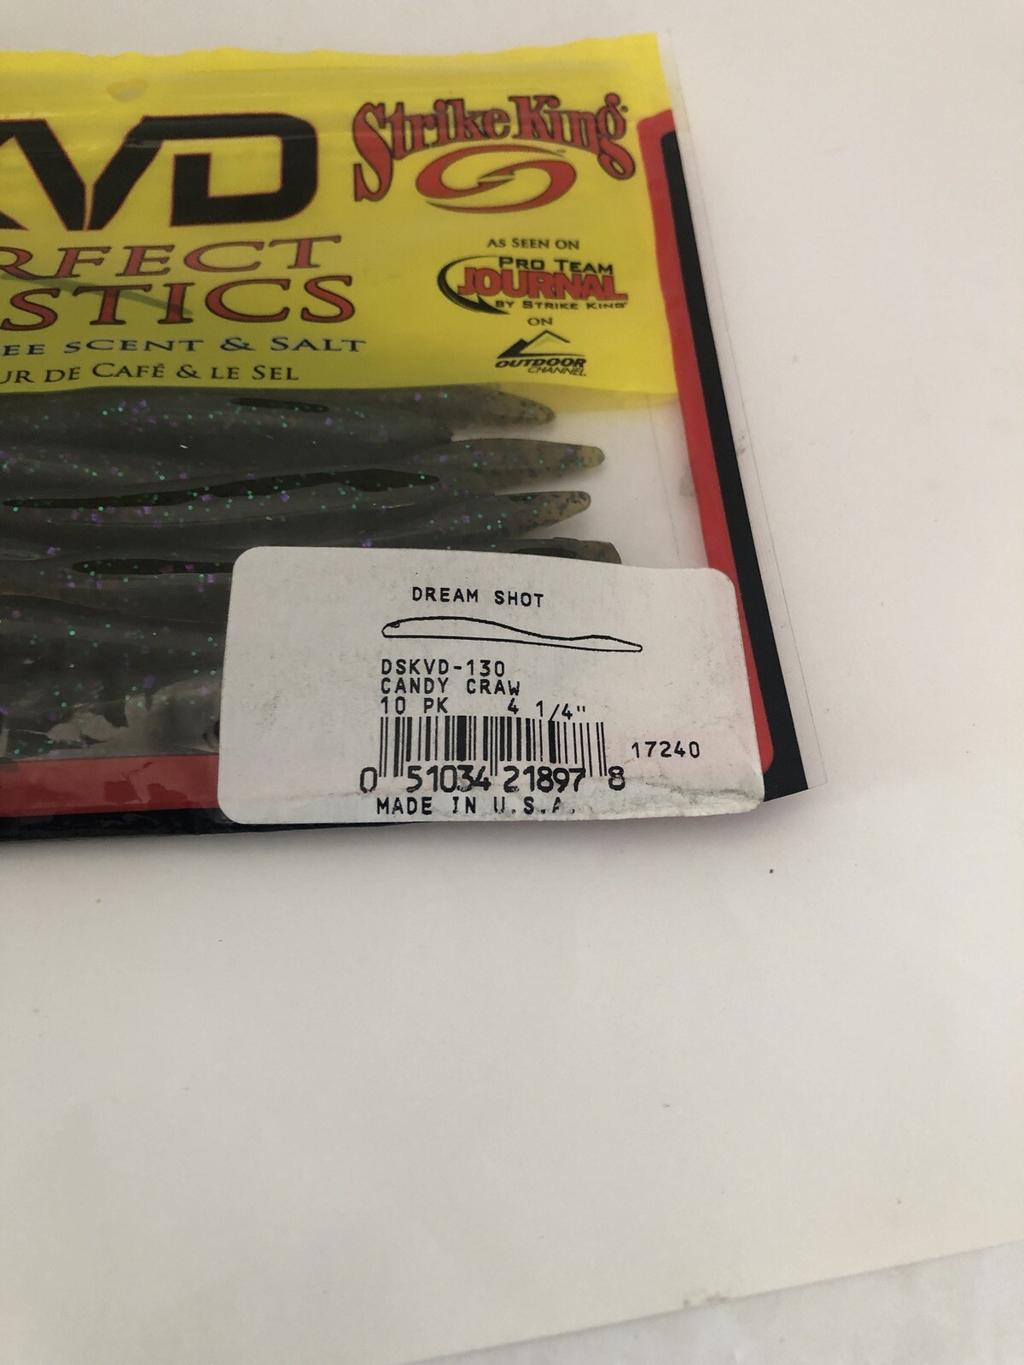 KVD
Strike King
RFECT
STICS
EE SCENT & SALT
UR DE CAFÉ & LE SEL
AS SEEN ON
PRO TEAM
JOURNAL
BY STRIKE KING
ON
OUTDOOR
CHANNEL
DREAM SHOT
DSKVD-130
CANDY CRAW
10 PK 4 1/4"
17240
0 51034 21897 8
MADE IN U.S.A.